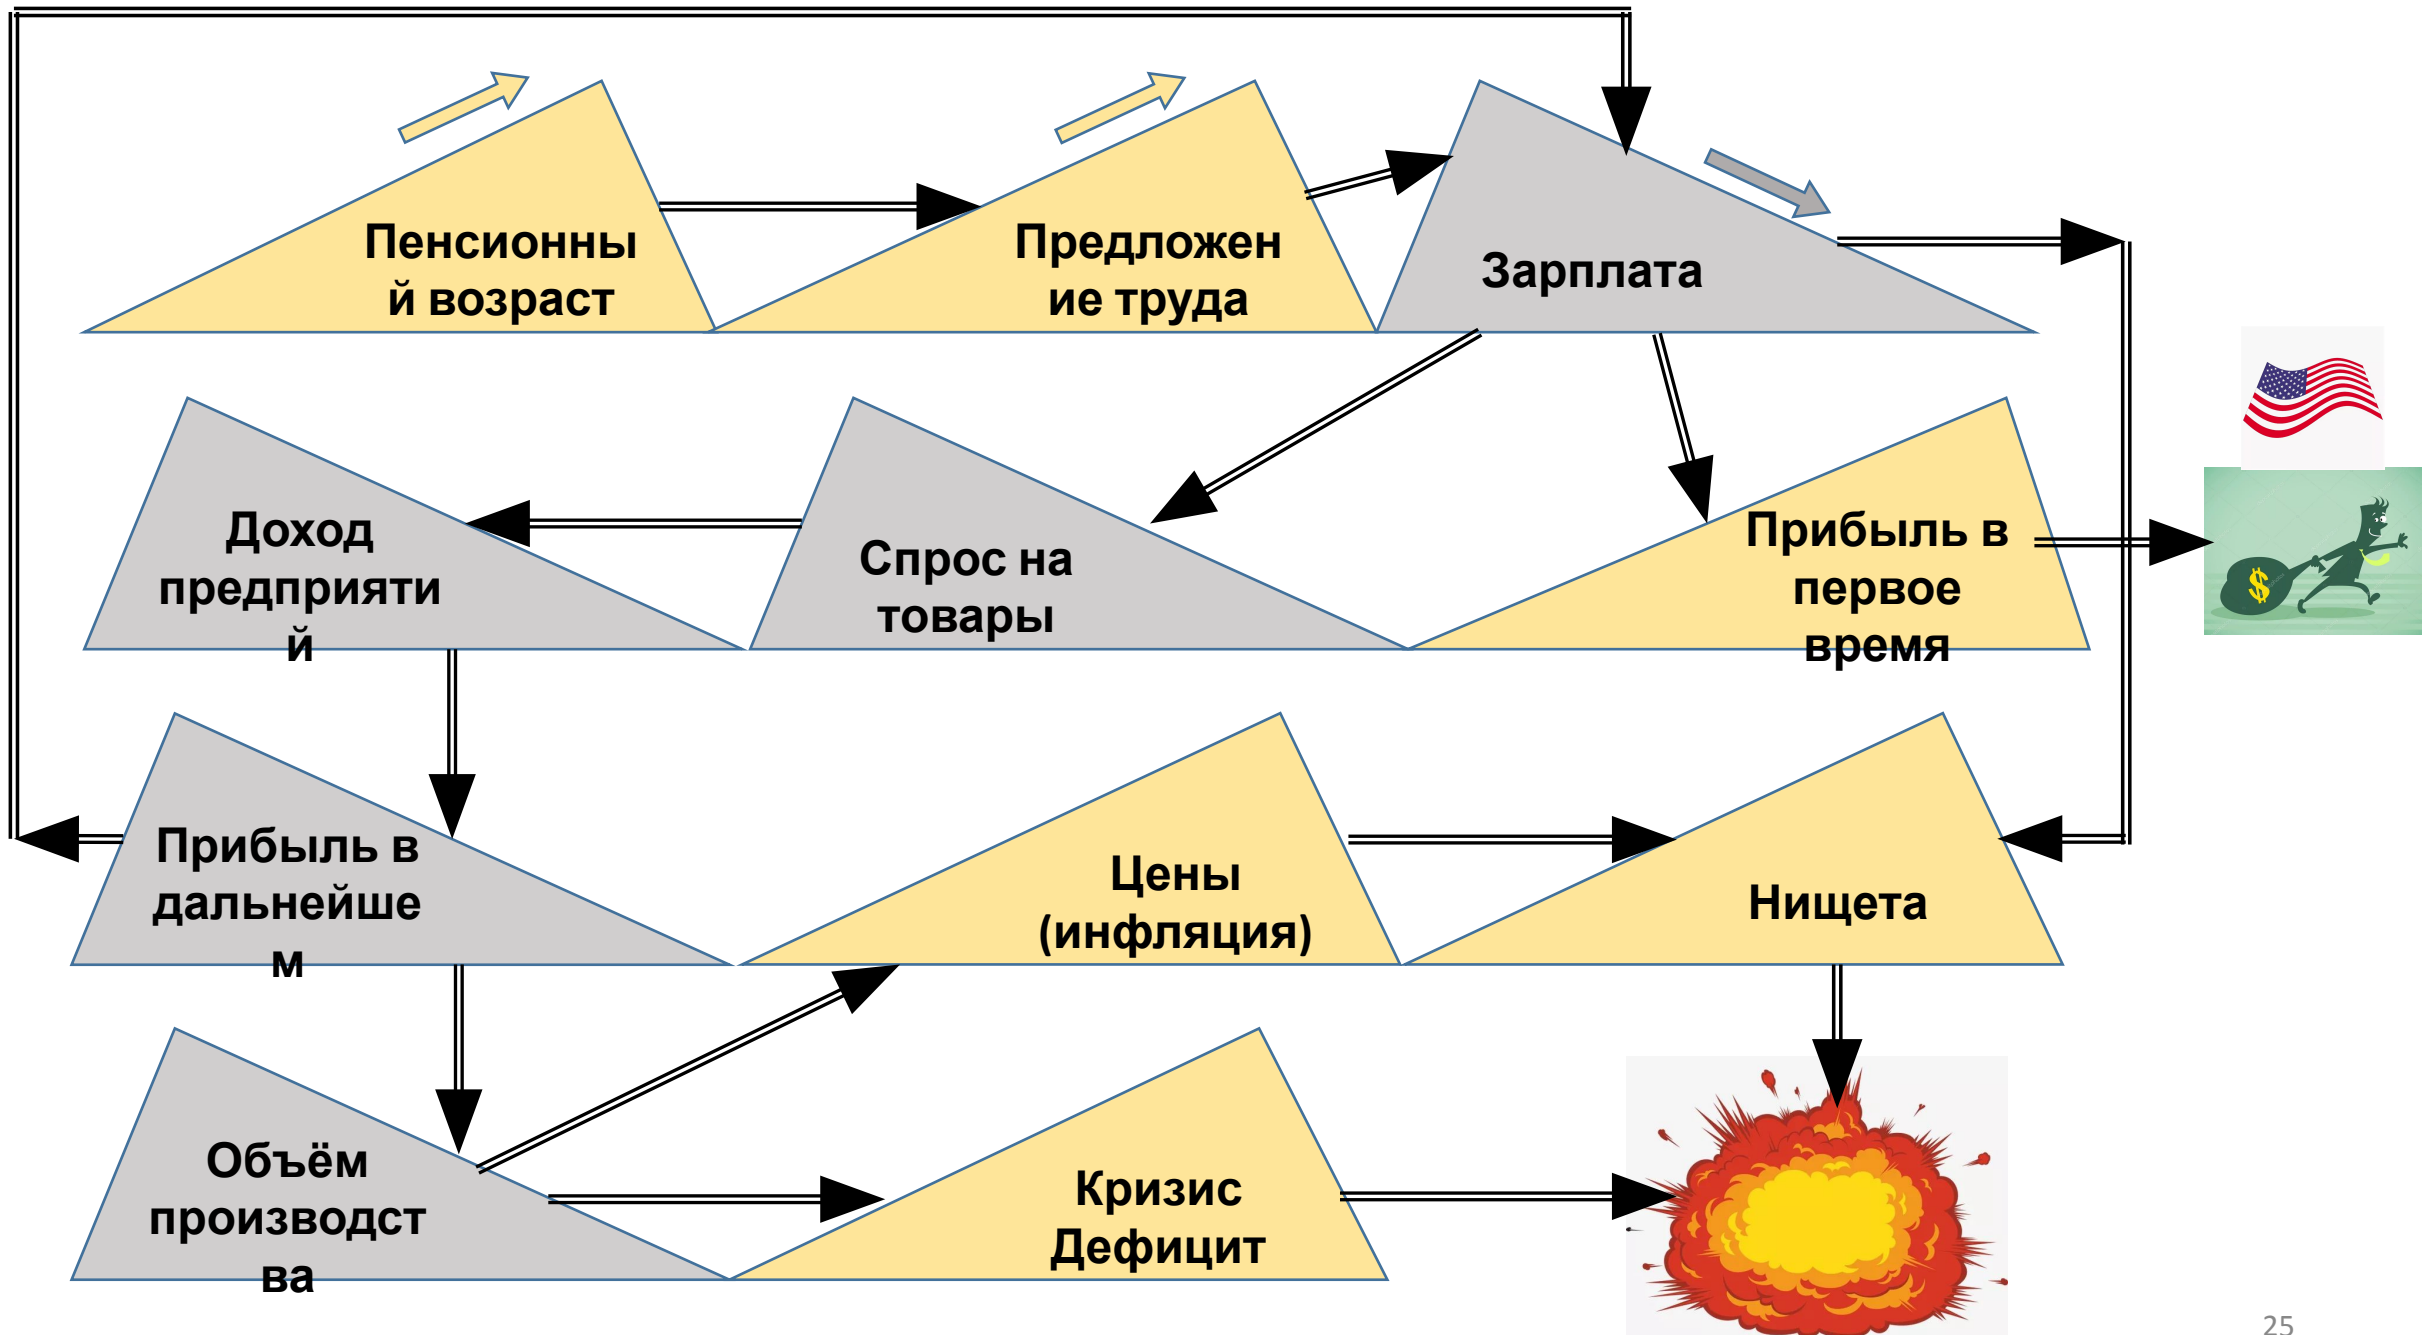 Пенсионны
й возраст
Предложен
ие труда
Зарплата
Доход
предприяти
й
Спрос на
товары
Прибыль в
первое
время
$
Прибыль в
дальнейше
м
Цены
(инфляция)
Нищета
Объём
производст
ва
Кризис
Дефицит
25